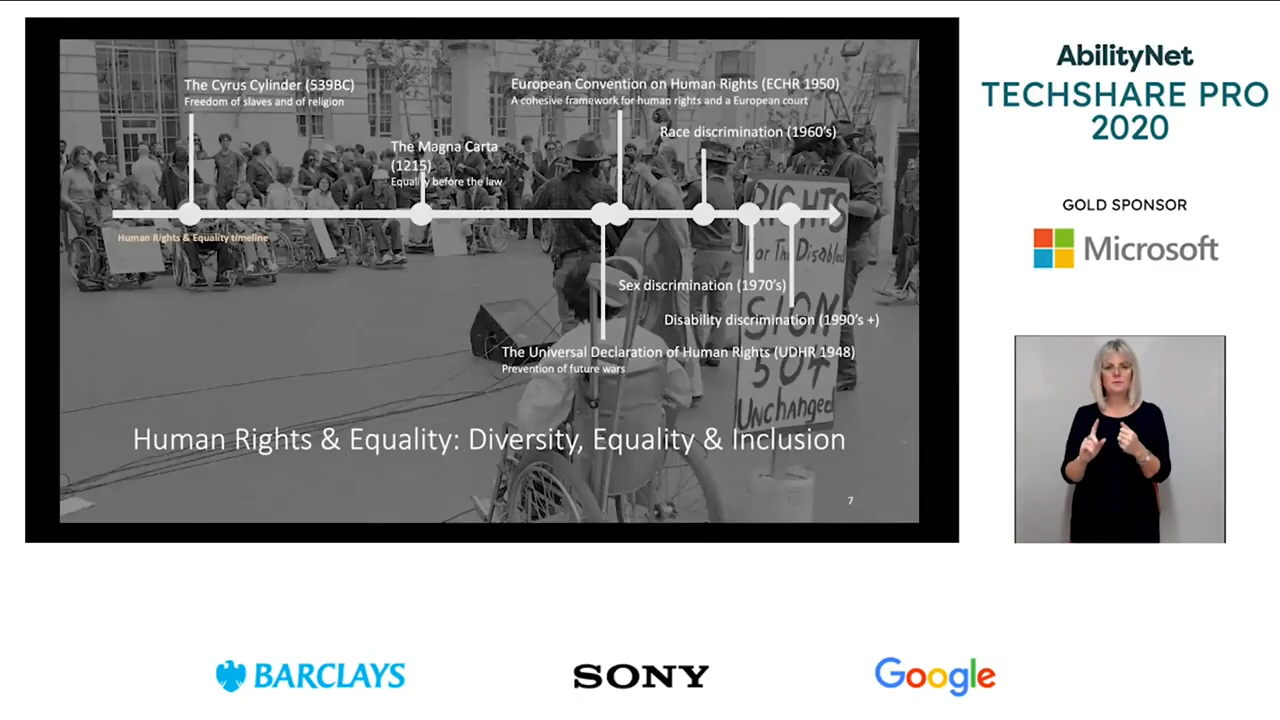 The Cyrus Cylinder (539BC)
Freedom of slaves and of religion
The Magna Carta
(1215)
Equality before the law
European Convention on Human Rights (ECHR 1950)
A cohesive framework for human rights and a European court
Race discrimination (1960's)
Human Rights & Equality timeline
Sex discrimination (1970's)
Disability discrimination (1990's +)
The Universal Declaration of Human Rights (UDHR 1948)
Prevention of future wars
RIGHTS
For The Disabled
SIGN
504
Unchanged
Human Rights & Equality: Diversity, Equality & Inclusion
7
AbilityNet
TECHSHARE PRO
2020
GOLD SPONSOR
Microsoft
BARCLAYS
SONY
Google